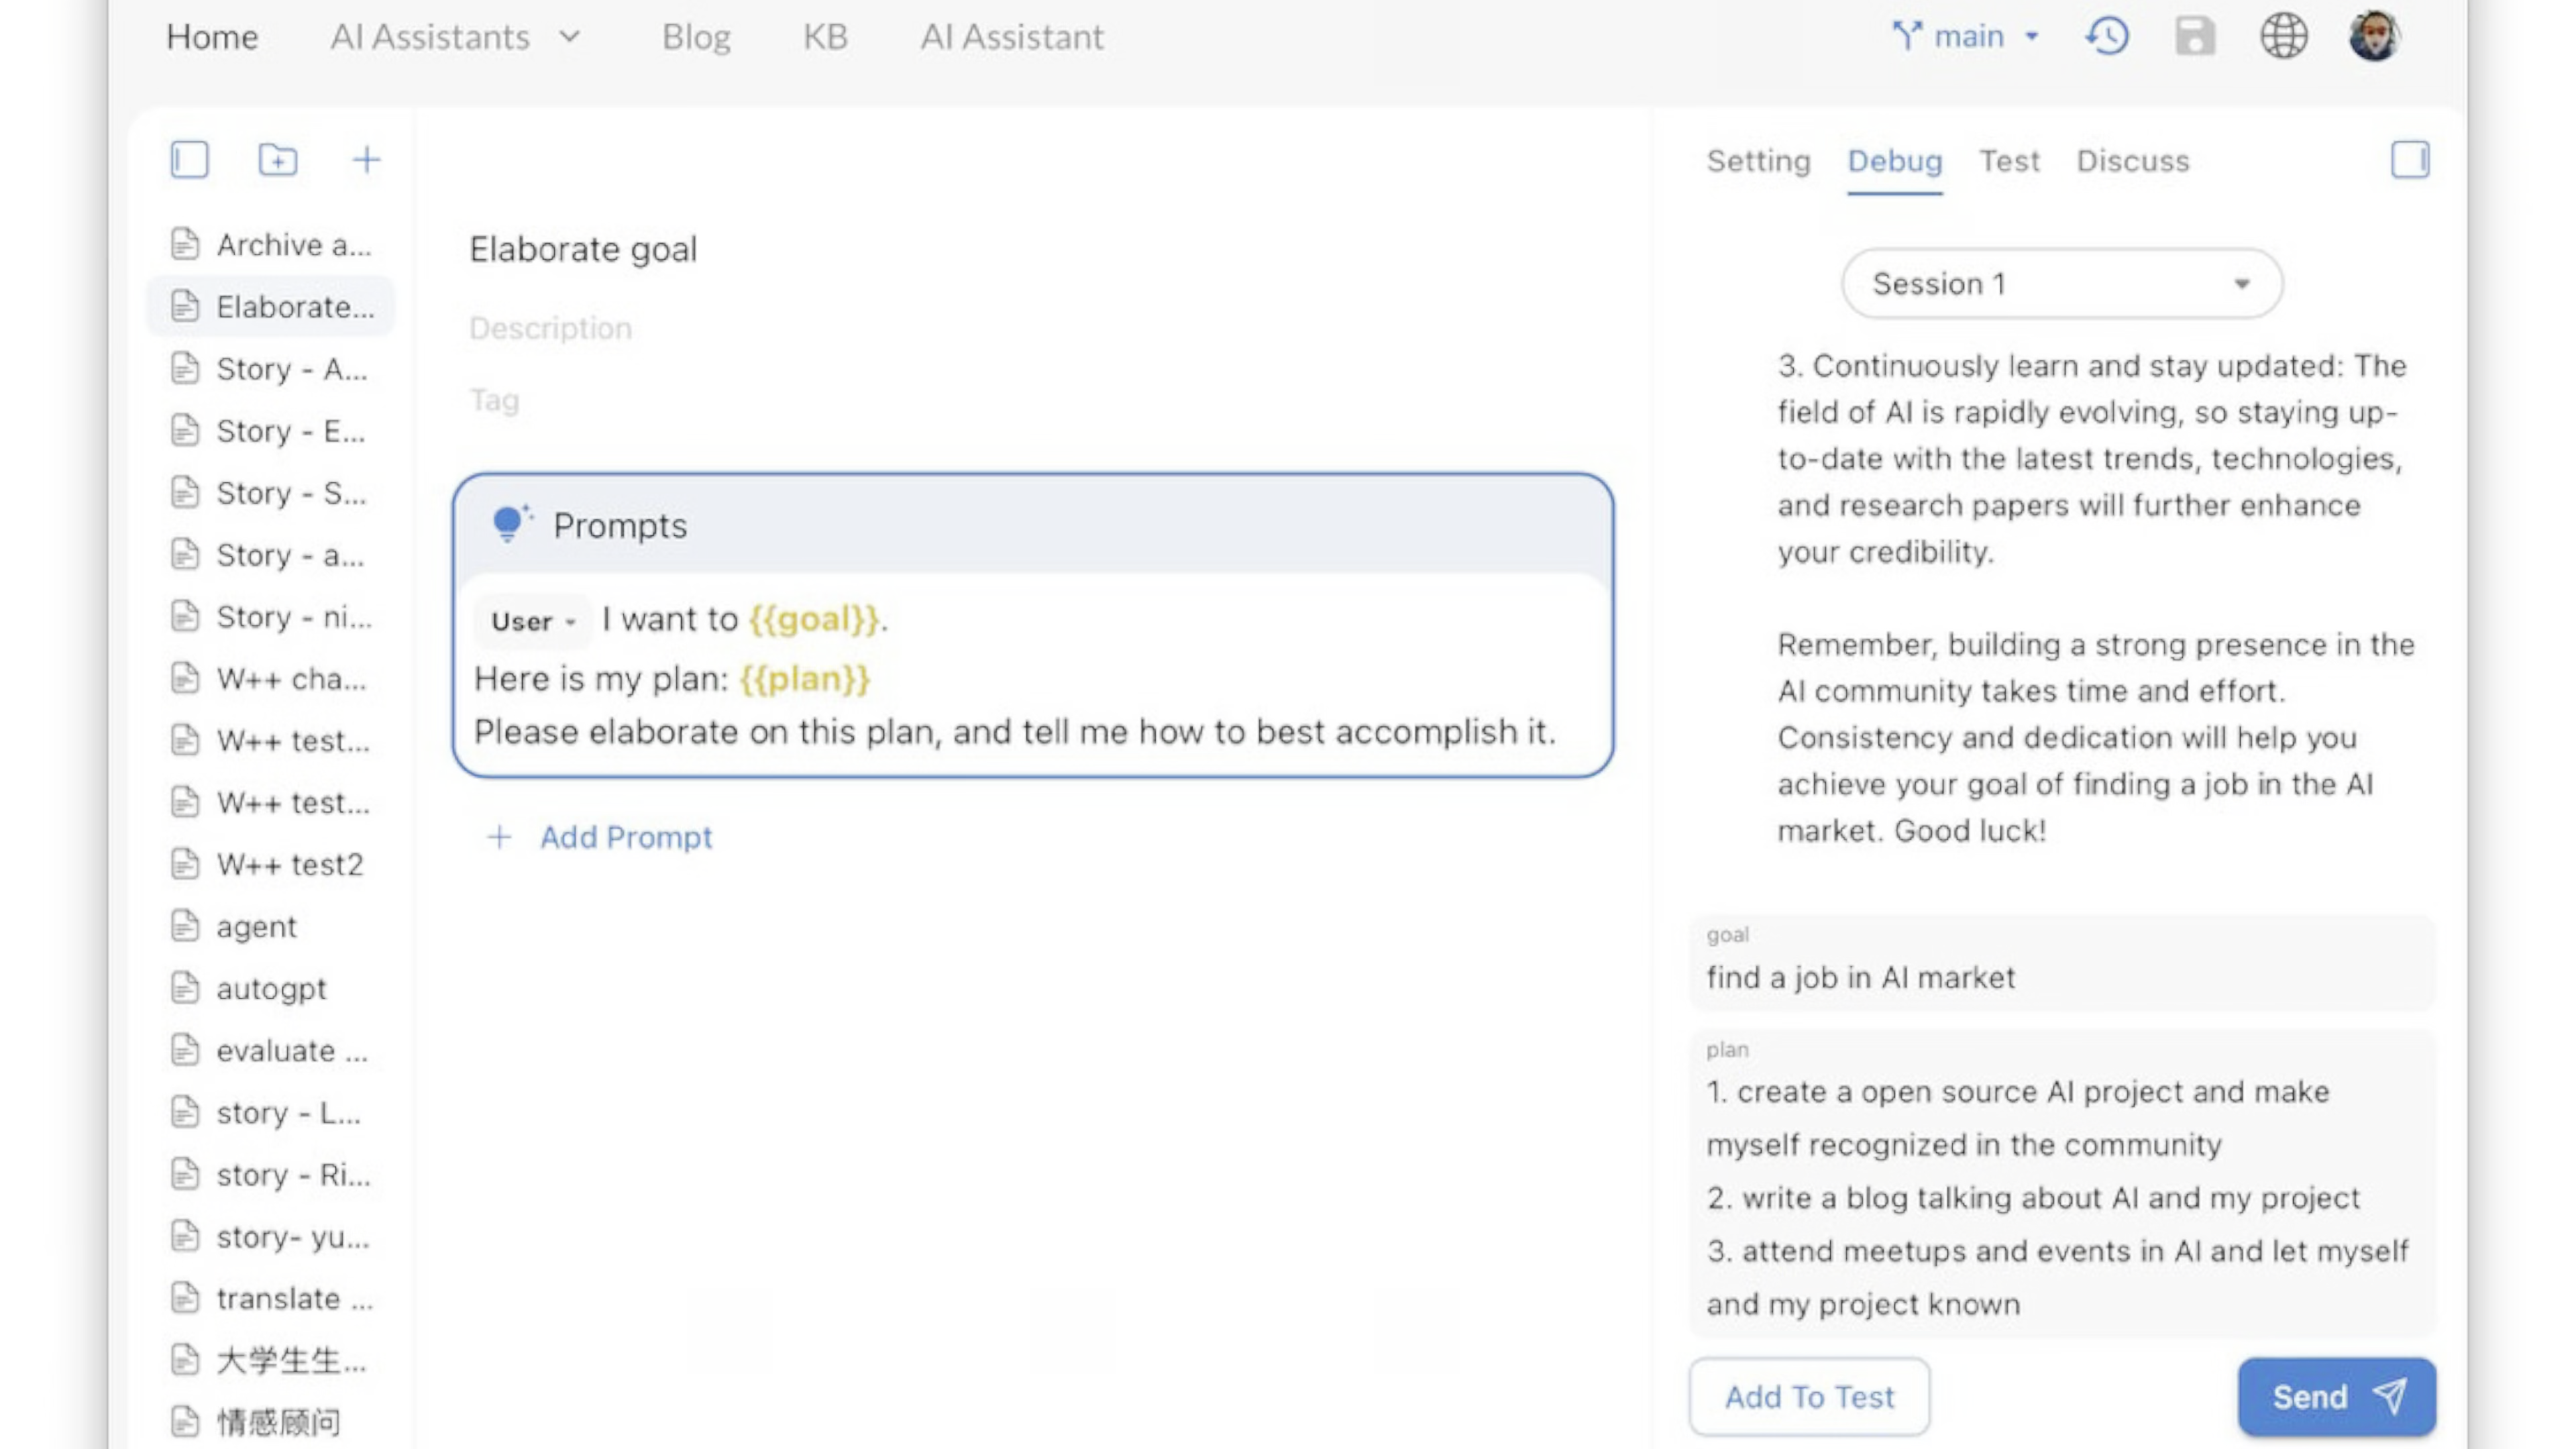 Home AI Assistants Blog KB AI Assistant main
Archive a...
Elaborate...
Story - A...
Story - E...
Story - S...
Story - a...
Story - ni...
W++ cha...
W++ test...
W++ test...
W++ test2
agent
autogpt
evaluate ...
story - L...
story - Ri...
story- yu...
translate ...
大学生生...
情感顾问
Elaborate goal
Description
Tag
Prompts
User I want to {{goal}}.
Here is my plan: {{plan}}
Please elaborate on this plan, and tell me how to best accomplish it.
+ Add Prompt
Setting Debug Test Discuss
Session 1
3. Continuously learn and stay updated: The
field of AI is rapidly evolving, so staying up-
to-date with the latest trends, technologies,
and research papers will further enhance
your credibility.
Remember, building a strong presence in the
AI community takes time and effort.
Consistency and dedication will help you
achieve your goal of finding a job in the AI
market. Good luck!
goal
find a job in AI market
plan
1. create a open source AI project and make
myself recognized in the community
2. write a blog talking about AI and my project
3. attend meetups and events in AI and let myself
and my project known
Add To Test Send